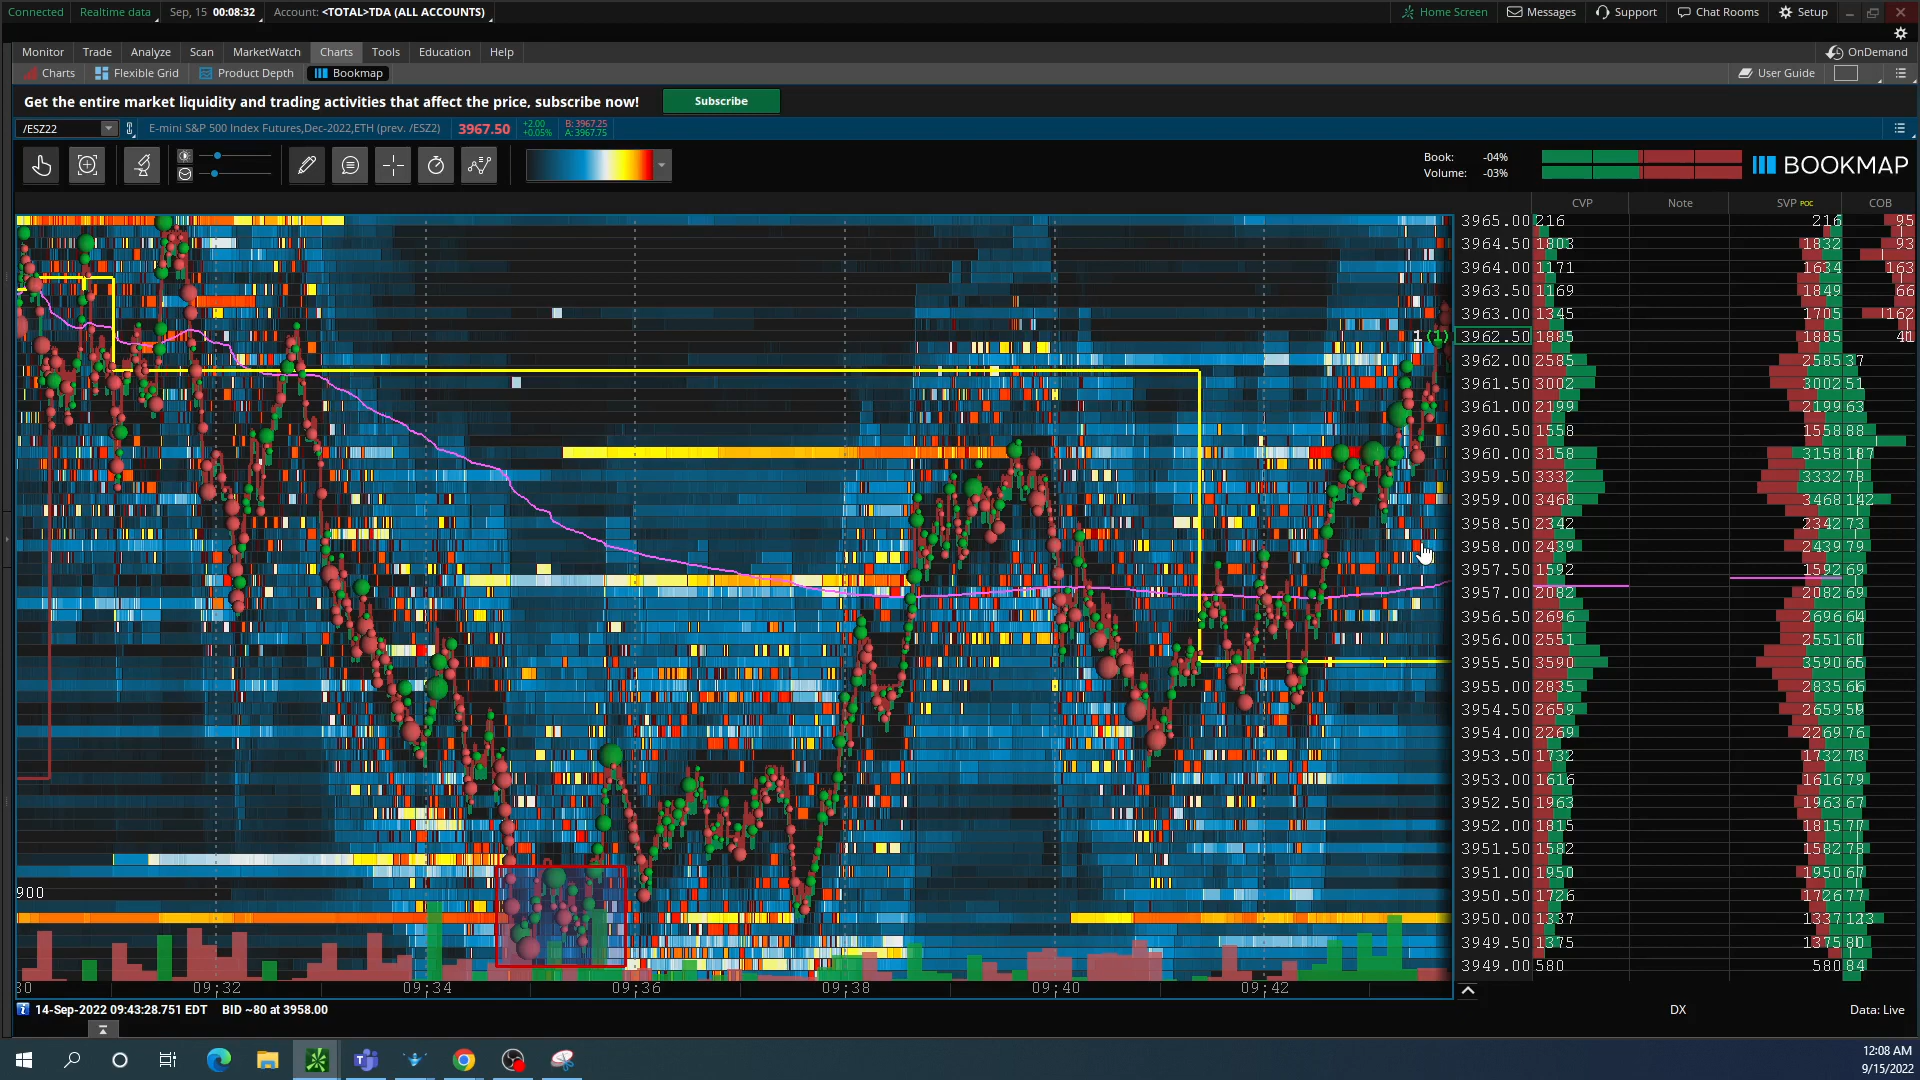 Connected Realtime data Sep, 15 00:08:32 Account: <TOTAL>TDA (ALL ACCOUNTS) Home Screen Messages Support Chat Rooms Setup
Monitor Trade Analyze Scan MarketWatch Charts Tools Education Help OnDemand
Charts Flexible Grid Product Depth Bookmap User Guide
Get the entire market liquidity and trading activities that affect the price, subscribe now! Subscribe
/ESZ22 E-mini S&P 500 Index Futures,Dec-2022,ETH (prev. /ESZ2) 3967.50 +2.00 B: 3967.25
+0.05% A: 3967.75
Book: -04%
Volume: -03%
BOOKMAP
CVP Note SVP POC COB
3965.00 216 216 95
3964.50 1803 1832 93
3964.00 1171 1634 163
3963.50 1169 1849 66
3963.00 1345 1705 162
1 (1) 3962.50 1885 1885
3962.00 2585 2585 37
3961.50 3002 3002 51
3961.00 2199 2199 63
3960.50 1558 1558 88
3960.00 3158 3158 187
3959.50 3332 3332 78
3959.00 3468 3468 142
3958.50 2342 2342 73
3958.00 2439 2439 79
3957.50 1592 1592 69
3957.00 2082 2082 69
3956.50 2696 2696 64
3956.00 2551 2551 61
3955.50 3590 3590
3955.00 2835 2835 66
3954.50 2659 2659 59
3954.00 2269 2269 76
3953.50 1732 1732 73
3953.00 1616 1616 79
3952.50 1963 1963 67
3952.00 1815 1815 77
3951.50 1582 1582 78
3951.00 1950 1950 67
900 3950.50 1726 1726 77
3950.00 1337 1337 123
3949.50 1375 1375 80
3949.00 580 580 84
30 09:32 09:34 09:36 09:38 09:40 09:42
14-Sep-2022 09:43:28.751 EDT BID ~80 at 3958.00 DX Data: Live
12:08 AM
9/15/2022